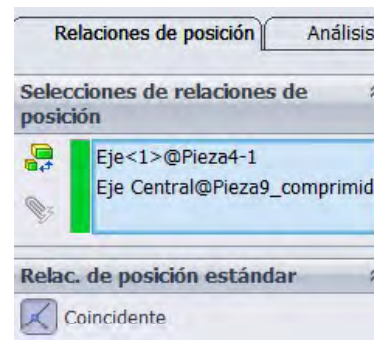 Relaciones de posición Análisis
Selecciones de relaciones de
posición
Eje<1>@Pieza4-1
Eje Central@Pieza9_comprimid
Relac. de posición estándar
Coincidente